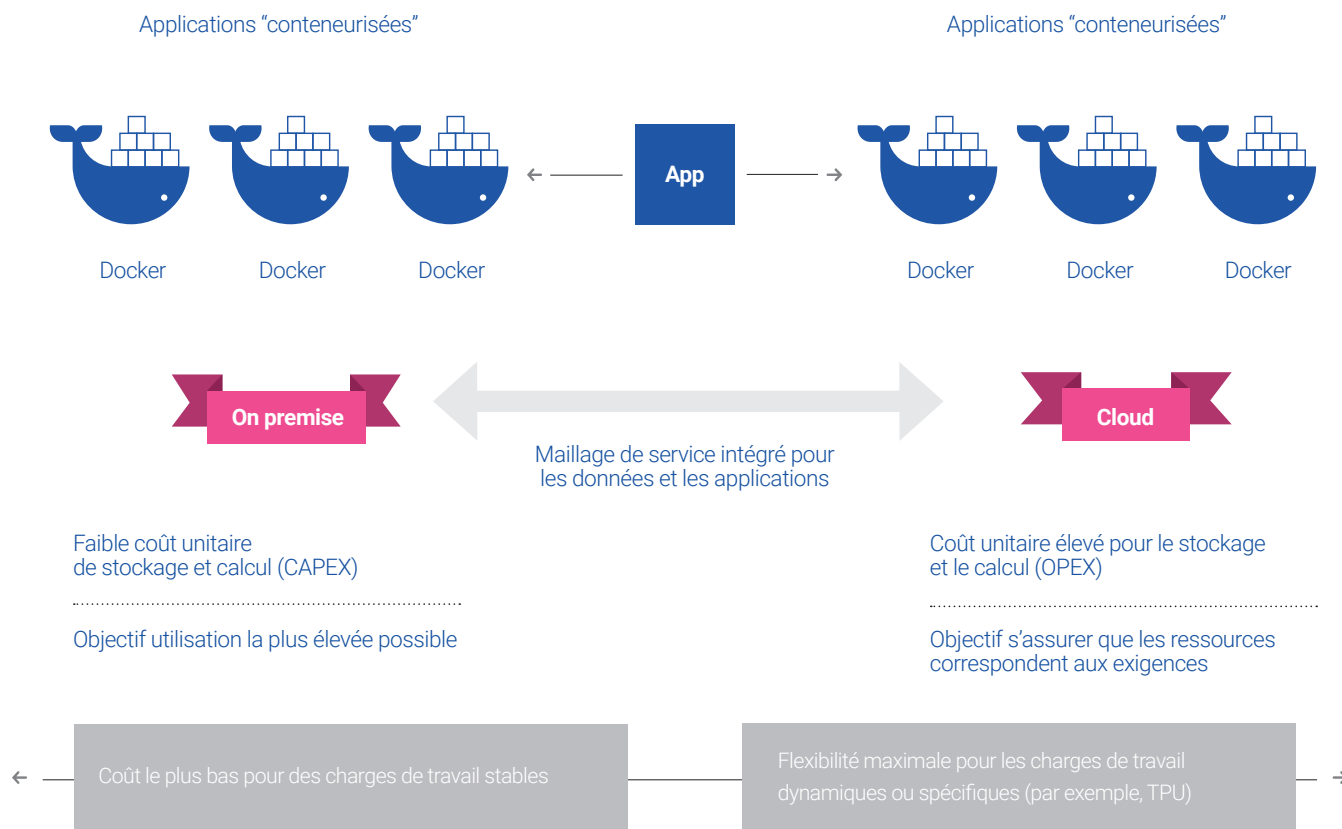 Applications “conteneurisées”
Applications “conteneurisées”
App
Docker
Docker
Docker
Docker
Docker
Docker
On premise
Cloud
Maillage de service intégré pour
les données et les applications
Faible coût unitaire
de stockage et calcul (CAPEX)
Objectif utilisation la plus élevée possible
Coût unitaire élevé pour le stockage
et le calcul (OPEX)
Objectif s’assurer que les ressources
correspondent aux exigences
Coût le plus bas pour des charges de travail stables
Flexibilité maximale pour les charges de travail
dynamiques ou spécifiques (par exemple, TPU)